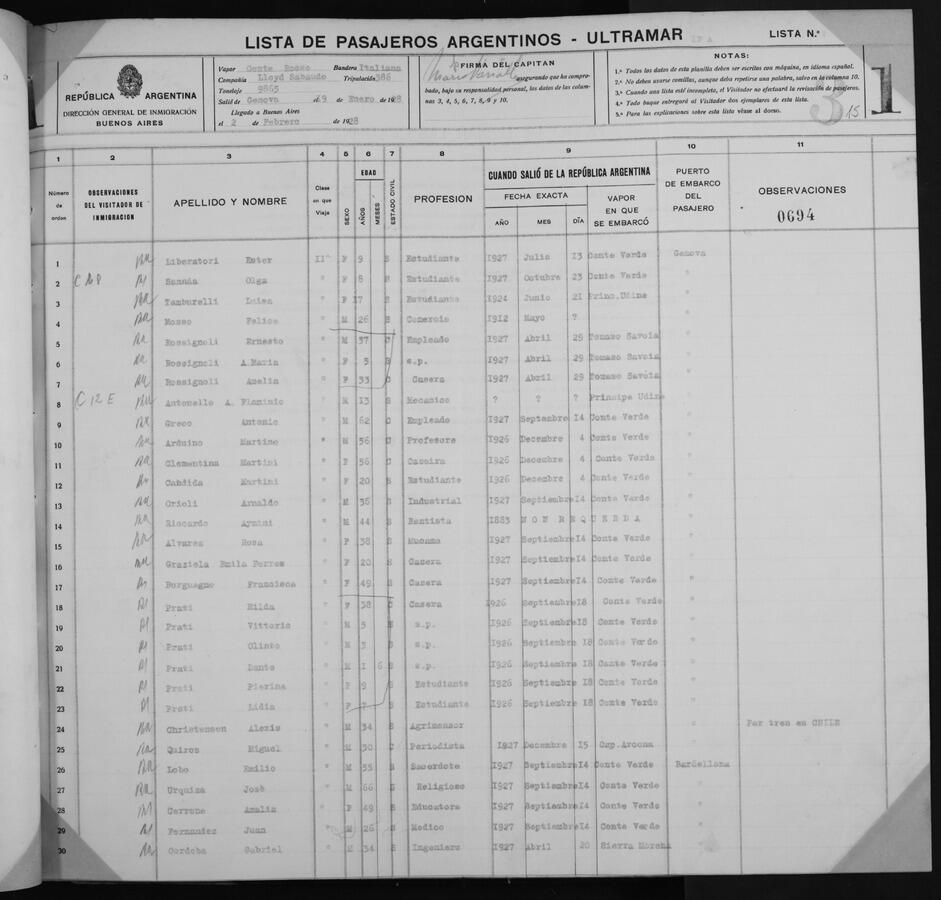 LISTA DE PASAJEROS ARGENTINOS - ULTRAMAR
LISTA N.º
REPÚBLICA ARGENTINA
DIRECCIÓN GENERAL DE INMIGRACIÓN
BUENOS AIRES
Vapor Conte Rosso Bandera Italiana
Compañía Lloyd Sabaudo Tripulación 386
Tonelaje 9865
Salió de Genova el 9 de Enero de 1928
Llegado a Buenos Aires
el 2 de Febrero de 1928
FIRMA DEL CAPITAN
asegurando que ha comprobado, bajo su responsabilidad personal, los datos de las columnas 3, 4, 5, 6, 7, 8, 9 y 10.
NOTAS:
1.ª Todos los datos de esta planilla deben ser escritos con máquina, en idioma español.
2.ª No deben usarse comillas, aunque deba repetirse una palabra, salvo en la columna 10.
3.ª Cuando una lista esté incompleta, el Visitador no efectuará la revisación de pasajeros.
4.ª Todo buque entregará al Visitador dos ejemplares de esta lista.
5.ª Para las explicaciones sobre esta lista véase al dorso.
3 15
1
1 2 3 4 5 6 7 8 9 10 11
Número de orden
OBSERVACIONES DEL VISITADOR DE INMIGRACION
APELLIDO Y NOMBRE
Clase en que Viaja
SEXO
EDAD
AÑOS
MESES
ESTADO CIVIL
PROFESION
CUANDO SALIÓ DE LA REPÚBLICA ARGENTINA
FECHA EXACTA
AÑO MES DÍA
VAPOR EN QUE SE EMBARCÓ
PUERTO DE EMBARCO DEL PASAJERO
OBSERVACIONES
0694
1 Liberatori Ester II" F 9 S Estudiante 1927 Julio 13 Conte Verde Genova
2 Sannán Olga " F 8 S Estudiante 1927 Octubre 23 Conte Verde "
3 Tamburelli Luisa " F 17 S Estudiante 1924 Junio 21 Princ.Udine "
4 Mosso Felice " M 26 S Comercio 1912 Mayo ? "
5 Rossignoli Ernesto " M 37 C Empleado 1927 Abril 29 Tomaso Savoia "
6 Rossignoli A.Maria " F 3 S s.p. 1927 Abril 29 Tomaso Savoia "
7 Rossignoli Amelia " F 33 C Casera 1927 Abril 29 Tomaso Savoia "
8 C 12 E Antonello A. Flaminio M 13 S Mecanico ? ? ? Principe Udine "
9 Greco Antonio " M 62 C Empleado 1927 Septiembre 14 Conte Verde "
10 Arduino Martino " M 56 C Profesore 1926 Decembre 4 Conte Verde "
11 Clementina Martini " F 56 C Caseira 1926 Decembre 4 Conte Verde "
12 Candida Martini " F 20 S Estudiante 1926 Decembre 4 Conte Verde "
13 Orioli Arnaldo " M 36 S Industrial 1927 Septiembre 14 Conte Verde "
14 Riccardo Aymini " M 44 S Rentista 1883 NON REQUERDA "
15 Alvarez Rosa " F 38 S Mucama 1927 Septiembre 14 Conte Verde "
16 Graziela Emila Porres " F 20 S Casera 1927 Septiembre 14 Conte Verde "
17 Borguegno Francisca " F 49 S Casera 1927 Septiembre 14 Conte Verde "
18 Prati Hilda " F 38 C Casera 1926 Septiembre 18 Conte Verde "
19 Prati Vittorio " M 5 S s.p. 1926 Septiembre 18 Conte Verde "
20 Prati Olinto " M 3 S s.p. 1926 Septiembre 18 Conte Verde "
21 Prati Dante " M 1 6 S s.p. 1926 Septiembre 18 Conte Verde "
22 Prati Pierina " F 9 S Estudiante 1926 Septiembre 18 Conte Verde "
23 Prati Lidia " F 7 S Estudiante 1926 Septiembre 18 Conte Verde "
24 Christensen Alexis " M 34 S Agrimensor " Por tren en CHILE
25 Quiros Miguel " M 30 C Periodista 1927 Decembre 15 Cap.Arcona "
26 Lobo Emilio " M 55 S Sacerdote 1927 Septiembre 14 Conte Verde Barcellona
27 Urquiza José " M 66 S Religioso 1927 Septiembre 14 Conte Verde "
28 Cerrone Amalia " F 49 S Educatora 1927 Septiembre 14 Conte Verde "
29 Fernandez Juan " M 26 S Medico 1927 Septiembre 14 Conte Verde "
30 Cordoba Gabriel " M 34 S Ingeniero 1927 Abril 20 Sierra Morena "